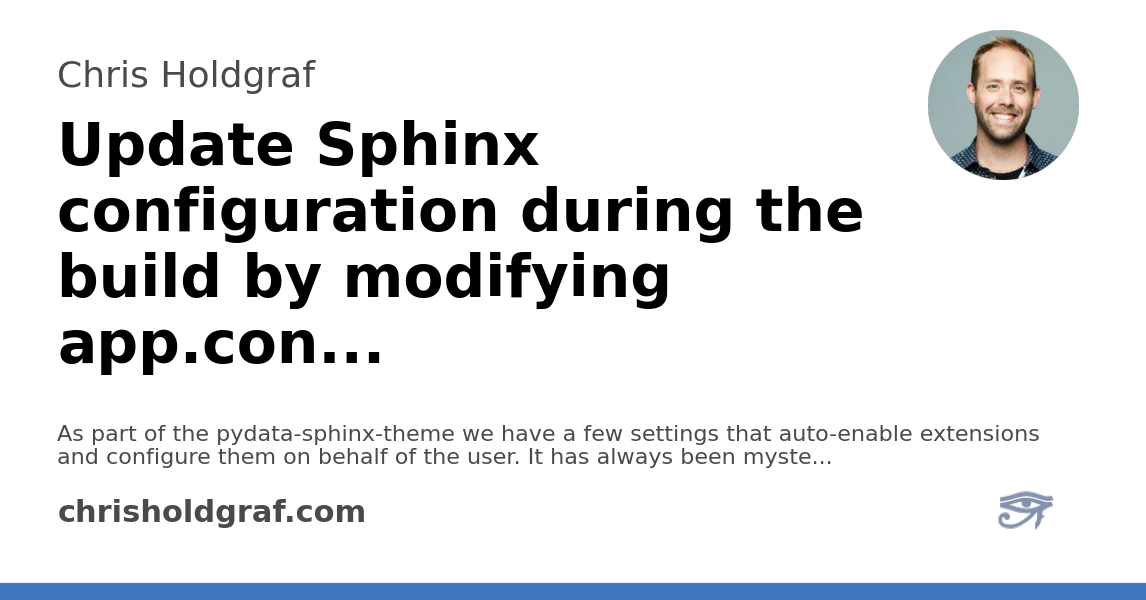 Chris Holdgraf
Update Sphinx
configuration during the
build by modifying
app.con...
As part of the pydata-sphinx-theme we have a few settings that auto-enable extensions
and configure them on behalf of the user. It has always been myste...
chrisholdgraf.com